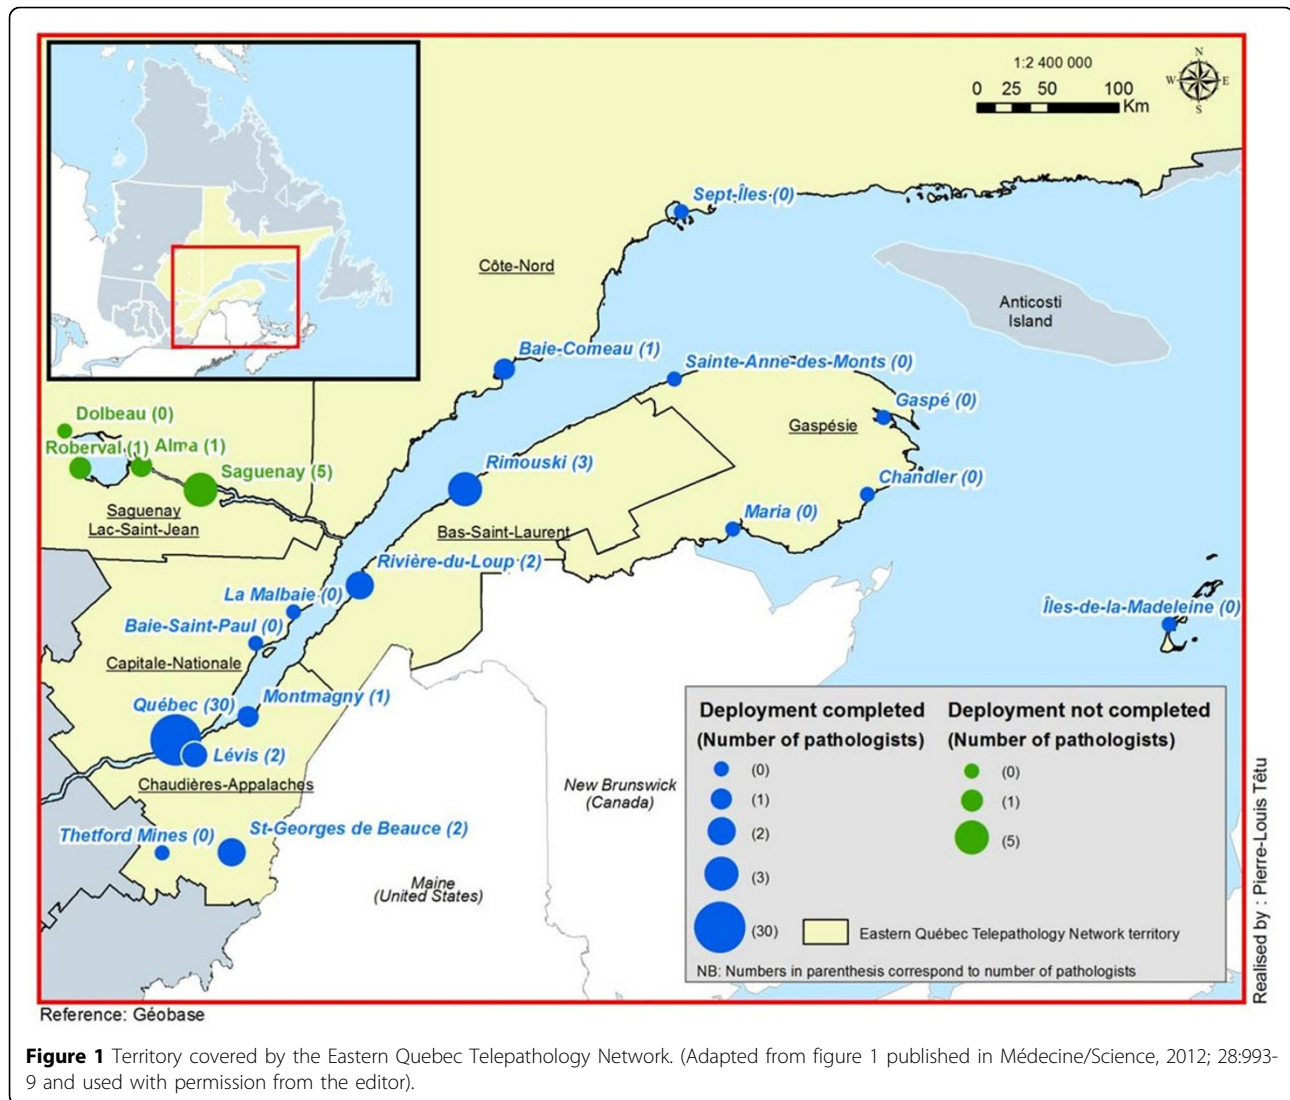 1:2 400 000
0 25 50 100
Km
N
W E
S
Sept-Îles (0)
Côte-Nord
Anticosti
Island
Baie-Comeau (1)
Sainte-Anne-des-Monts (0)
Gaspé (0)
Gaspésie
Dolbeau (0)
Roberval (1)
Alma (1)
Saguenay (5)
Rimouski (3)
Chandler (0)
Saguenay
Lac-Saint-Jean
Maria (0)
Bas-Saint-Laurent
Rivière-du-Loup (2)
La Malbaie (0)
Îles-de-la-Madeleine (0)
Baie-Saint-Paul (0)
Capitale-Nationale
Québec (30)
Montmagny (1)
Lévis (2)
Chaudières-Appalaches
New Brunswick
(Canada)
Thetford Mines (0)
St-Georges de Beauce (2)
Maine
(United States)
Deployment completed
(Number of pathologists)
(0)
(1)
(2)
(3)
(30)
Deployment not completed
(Number of pathologists)
(0)
(1)
(5)
Eastern Québec Telepathology Network territory
NB: Numbers in parenthesis correspond to number of pathologists
Realised by : Pierre-Louis Têtu
Reference: Géobase
Figure 1 Territory covered by the Eastern Quebec Telepathology Network. (Adapted from figure 1 published in Médecine/Science, 2012; 28:993-
9 and used with permission from the editor).